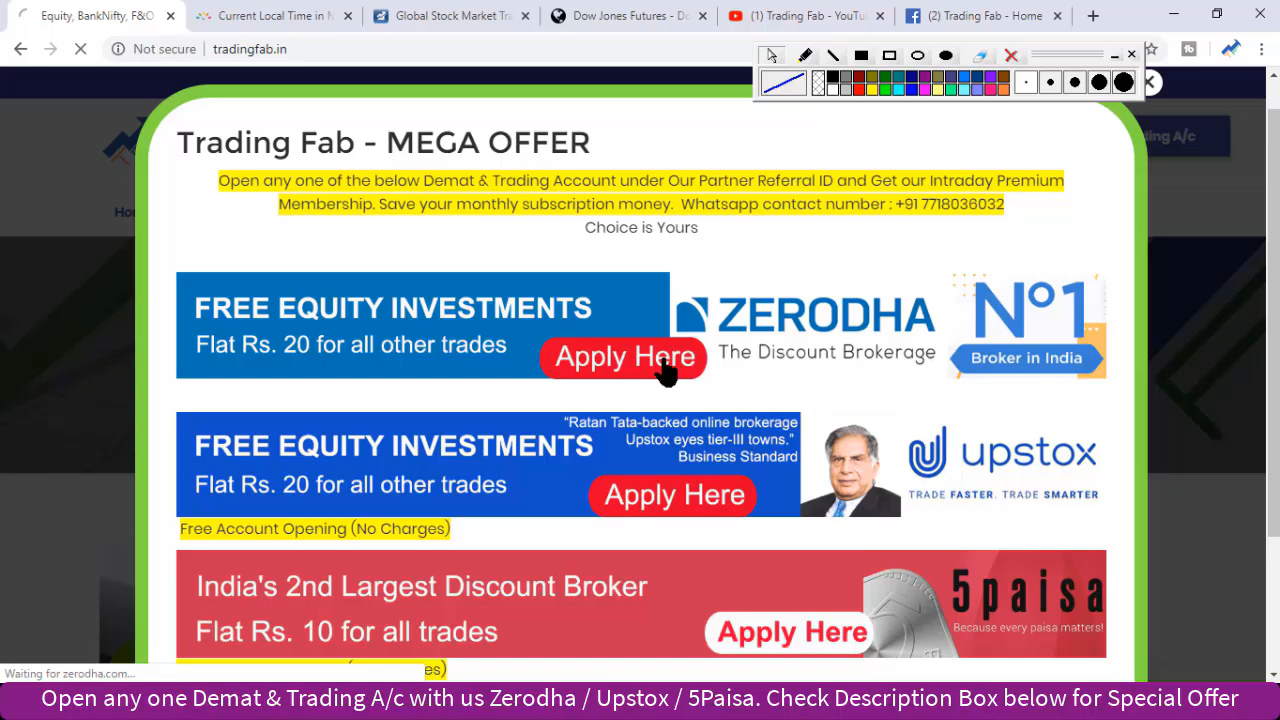 Equity, BankNifty, F&O
Current Local Time in N
Global Stock Market Tr
Dow Jones Futures - Do
(1) Trading Fab - YouTu
(2) Trading Fab - Home
Not secure
tradingfab.in
ding A/c
Hor
Trading Fab - MEGA OFFER
Open any one of the below Demat & Trading Account under Our Partner Referral ID and Get our Intraday Premium
Membership. Save your monthly subscription money. Whatsapp contact number : +91 7718036032
Choice is Yours
FREE EQUITY INVESTMENTS
Flat Rs. 20 for all other trades
Apply Here
ZERODHA
The Discount Brokerage
Nº1
Broker in India
"Ratan Tata-backed online brokerage
Upstox eyes tier-III towns."
Business Standard
FREE EQUITY INVESTMENTS
Flat Rs. 20 for all other trades
Apply Here
upstox
TRADE FASTER. TRADE SMARTER
Free Account Opening (No Charges)
India's 2nd Largest Discount Broker
Flat Rs. 10 for all trades
Apply Here
5paisa
Because every paisa matters!
es)
Waiting for zerodha.com...
Open any one Demat & Trading A/c with us Zerodha / Upstox / 5Paisa. Check Description Box below for Special Offer